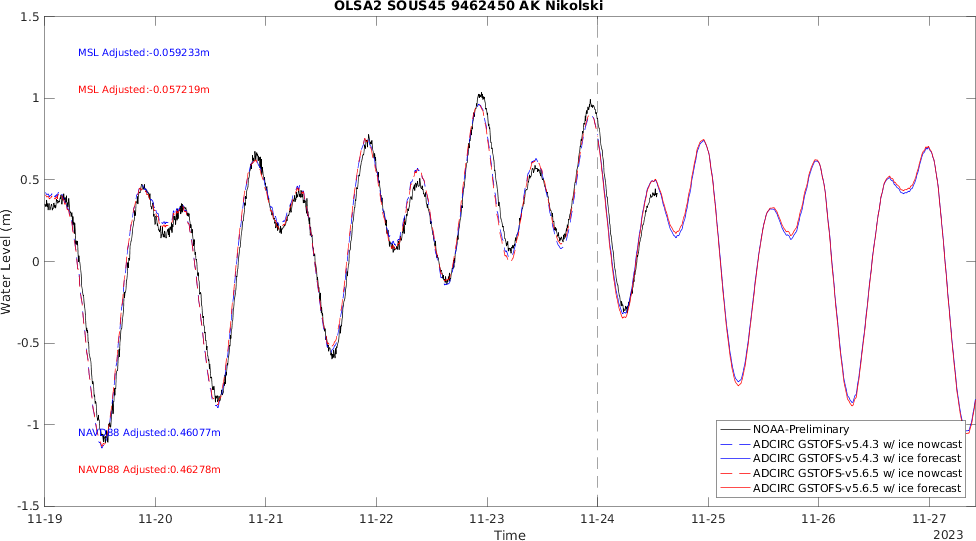 OLSA2 SOUS45 9462450 AK Nikolski
1.5
MSL Adjusted:-0.059233m
MSL Adjusted:-0.057219m
1
0.5
0
-0.5
-1
-1.5
Water Level (m)
NAVD88 Adjusted:0.46077m
NAVD88 Adjusted:0.46278m
NOAA-Preliminary
ADCIRC GSTOFS-v5.4.3 w/ ice nowcast
ADCIRC GSTOFS-v5.4.3 w/ ice forecast
ADCIRC GSTOFS-v5.6.5 w/ ice nowcast
ADCIRC GSTOFS-v5.6.5 w/ ice forecast
11-19 11-20 11-21 11-22 11-23 11-24 11-25 11-26 11-27
Time
2023